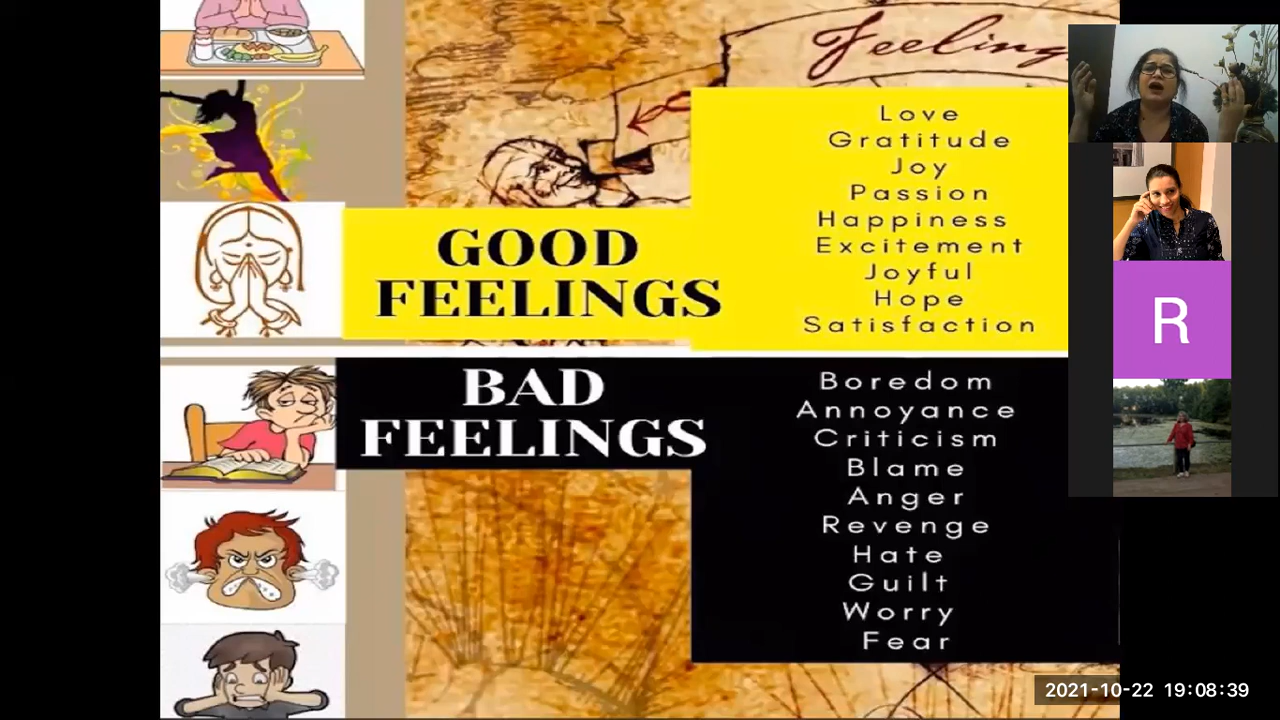 Feeling
Love
Gratitude
Joy
Passion
Happiness
Excitement
Joyful
Hope
Satisfaction
GOOD
FEELINGS
BAD
FEELINGS
Boredom
Annoyance
Criticism
Blame
Anger
Revenge
Hate
Guilt
Worry
Fear
R
2021-10-22 19:08:39